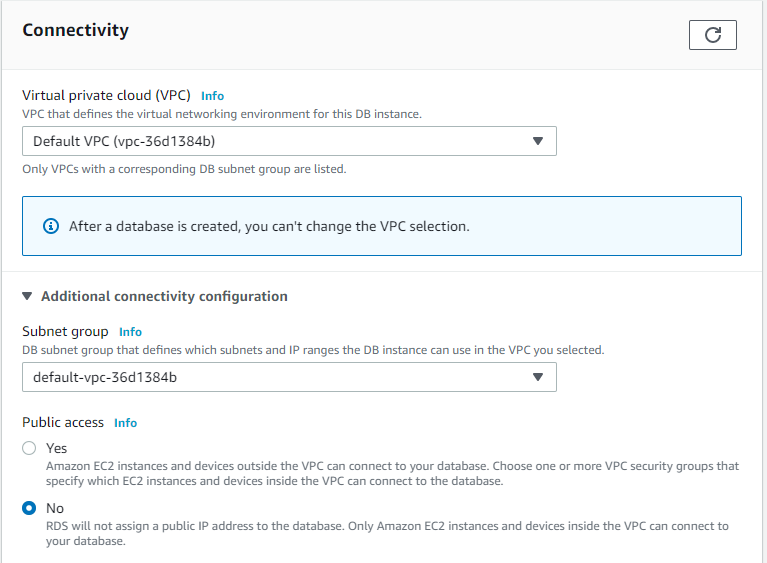 Connectivity
Virtual private cloud (VPC) Info
VPC that defines the virtual networking environment for this DB instance.
Default VPC (vpc-36d1384b)
Only VPCs with a corresponding DB subnet group are listed.
After a database is created, you can't change the VPC selection.
Additional connectivity configuration
Subnet group Info
DB subnet group that defines which subnets and IP ranges the DB instance can use in the VPC you selected.
default-vpc-36d1384b
Public access Info
Yes
Amazon EC2 instances and devices outside the VPC can connect to your database. Choose one or more VPC security groups that
specify which EC2 instances and devices inside the VPC can connect to the database.
No
RDS will not assign a public IP address to the database. Only Amazon EC2 instances and devices inside the VPC can connect to
your database.